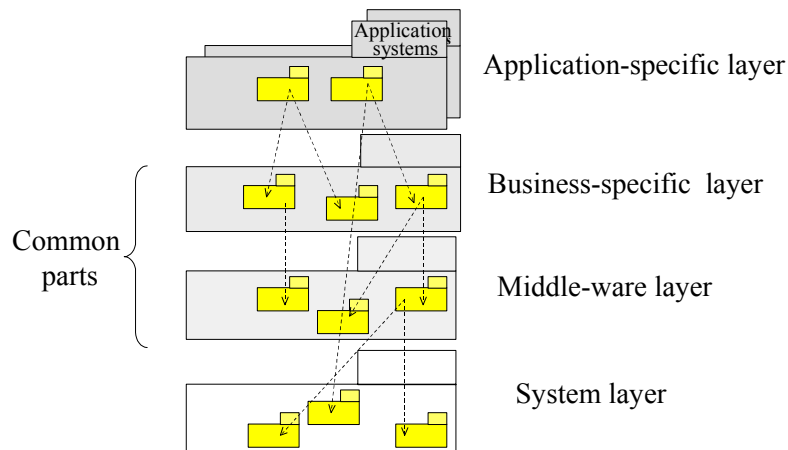 Application
systems
Application-specific layer
Business-specific layer
Common
parts
Middle-ware layer
System layer